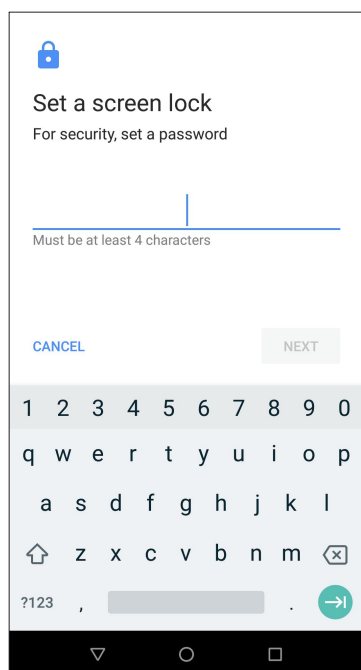 Set a screen lock
For security, set a password
Must be at least 4 characters
CANCEL NEXT
1 2 3 4 5 6 7 8 9 0
q w e r t y u i o p
a s d f g h j k l
z x c v b n m
?123 , .